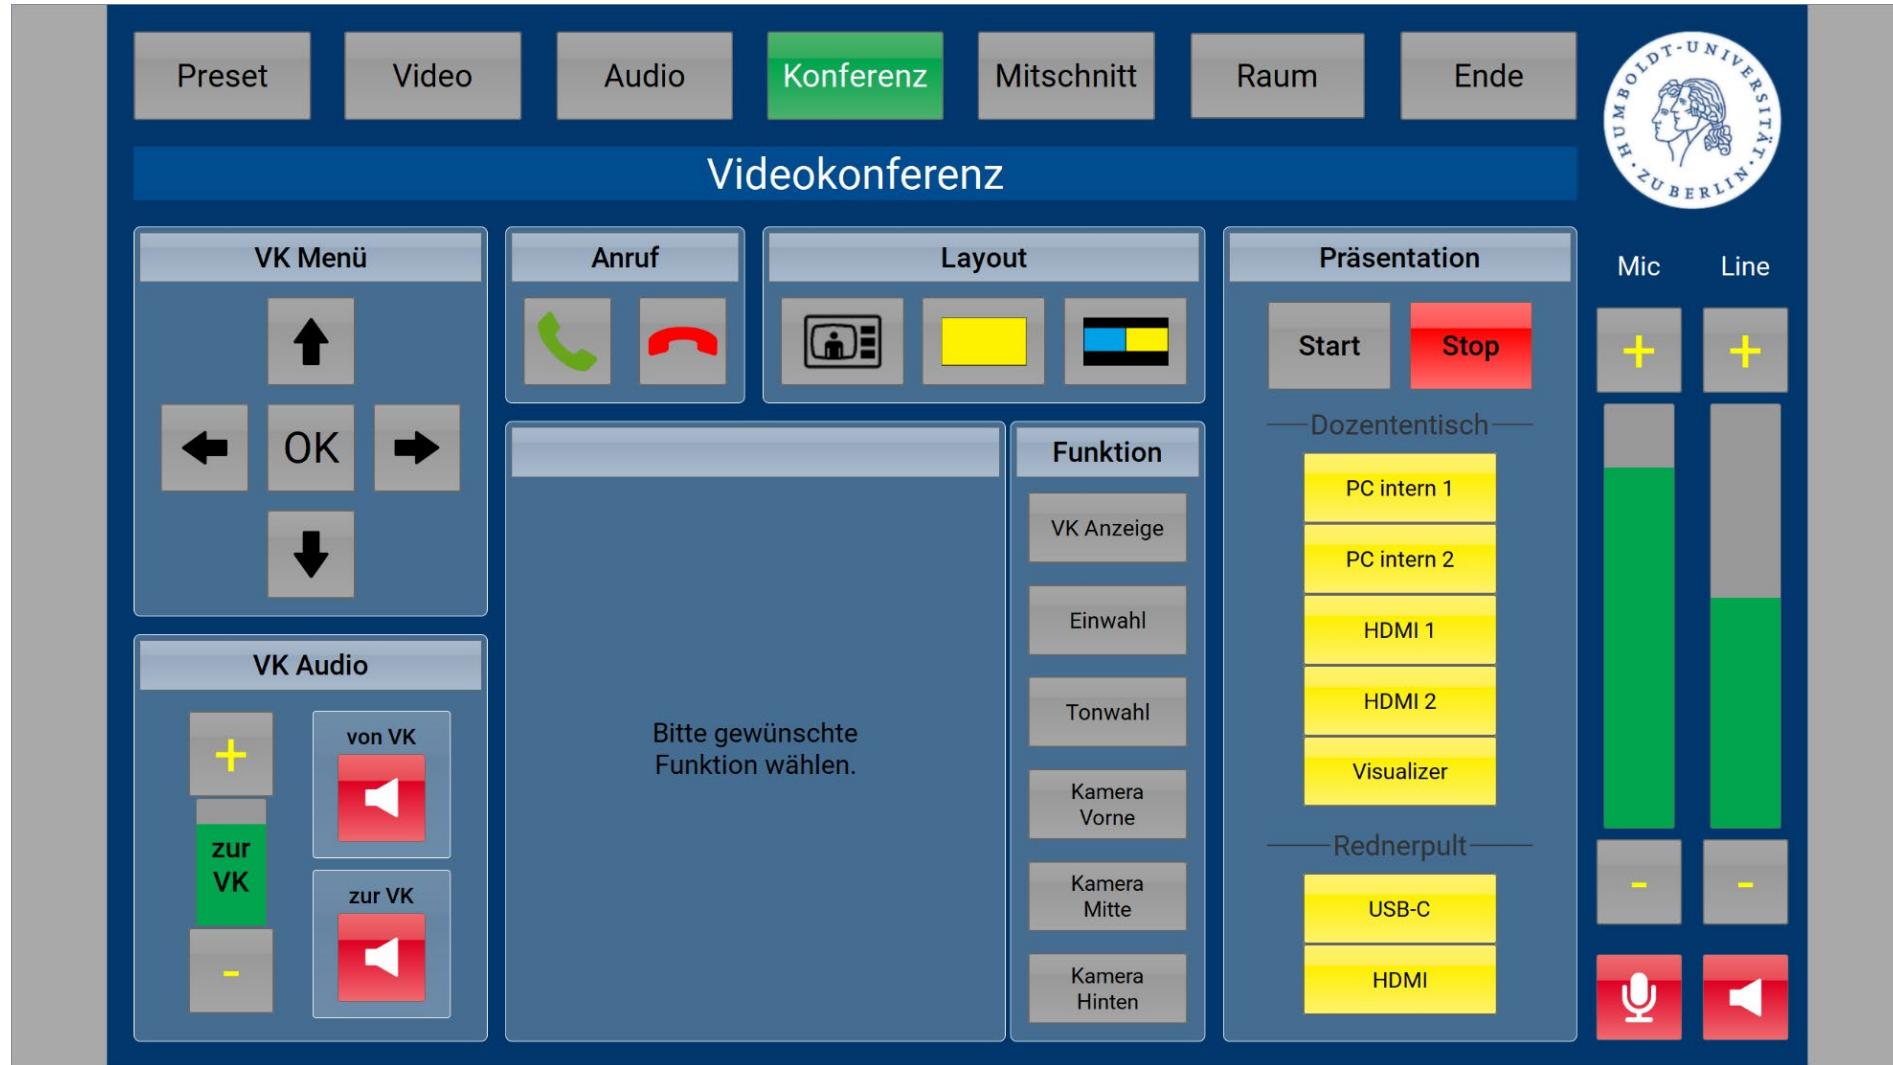 Preset
Video
Audio
Konferenz
Mitschnitt
Raum
Ende
HUMBOLDT-UNIVERSITÄT · ZU BERLIN ·
Videokonferenz
VK Menü
OK
VK Audio
+
zur
VK
-
von VK
zur VK
Anruf
Layout
Bitte gewünschte
Funktion wählen.
Funktion
VK Anzeige
Einwahl
Tonwahl
Kamera
Vorne
Kamera
Mitte
Kamera
Hinten
Präsentation
Start
Stop
Dozententisch
PC intern 1
PC intern 2
HDMI 1
HDMI 2
Visualizer
Rednerpult
USB-C
HDMI
Mic
Line
+
+
-
-